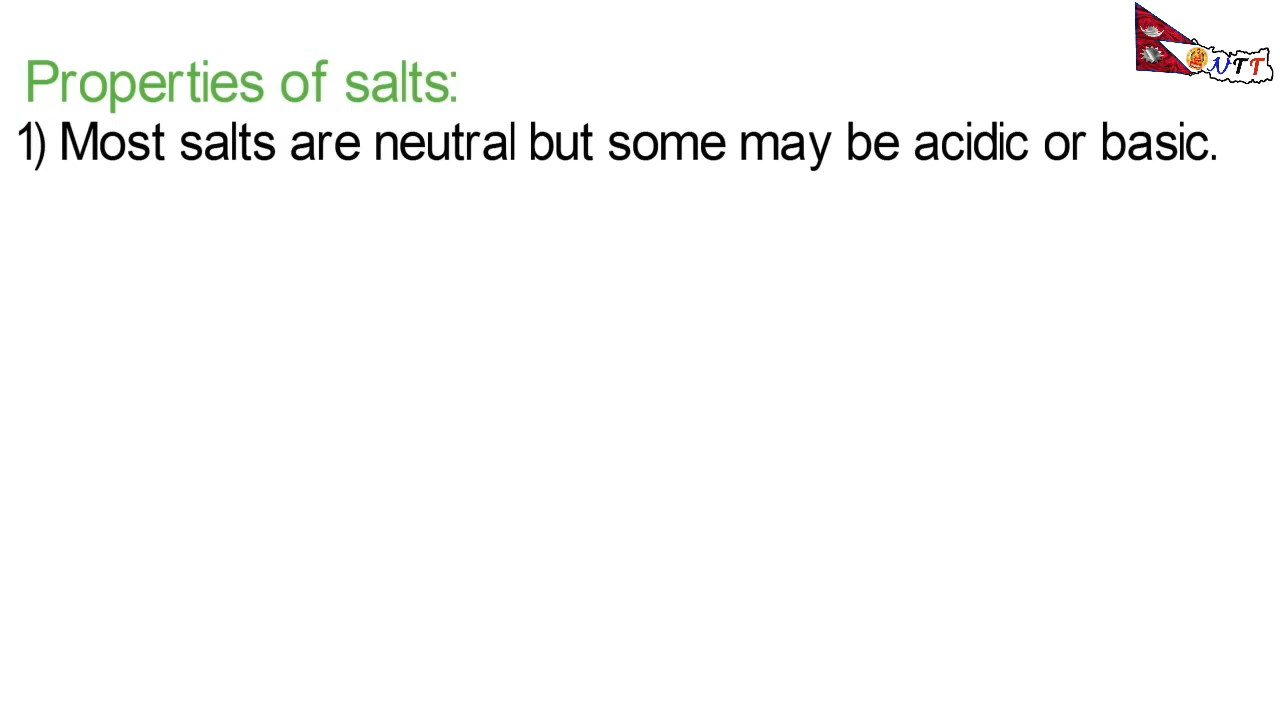 NTT
Properties of salts:
1) Most salts are neutral but some may be acidic or basic.